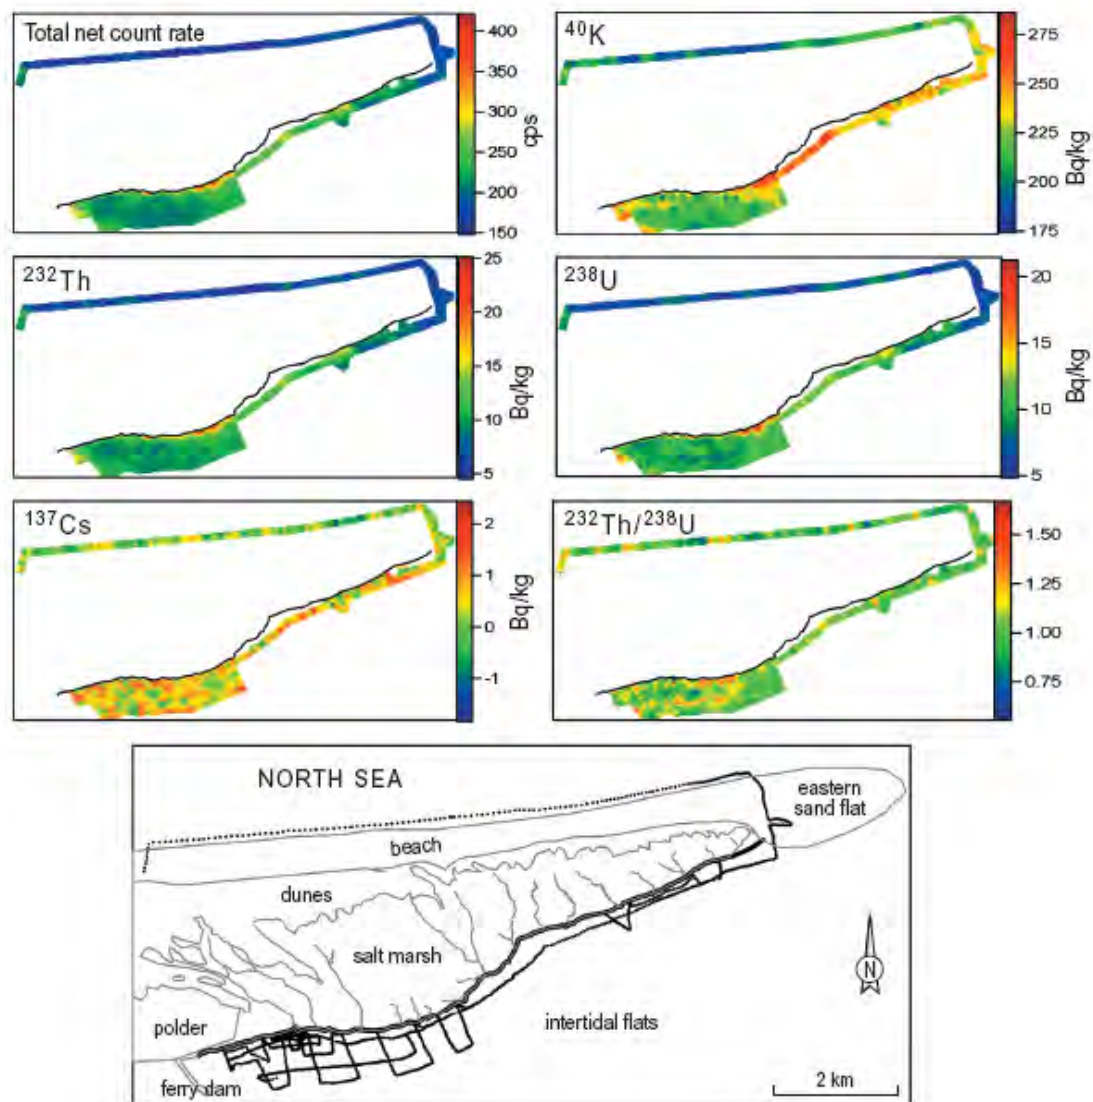 Total net count rate
400
350
300
250
200
150
cps
⁴⁰K
275
250
225
200
175
Bq/kg
²³²Th
25
20
15
10
5
Bq/kg
²³⁸U
20
15
10
5
Bq/kg
¹³⁷Cs
2
1
0
-1
Bq/kg
²³²Th/²³⁸U
1.50
1.25
1.00
0.75
NORTH SEA
eastern
sand flat
beach
dunes
salt marsh
N
polder
intertidal flats
ferry dam
2 km